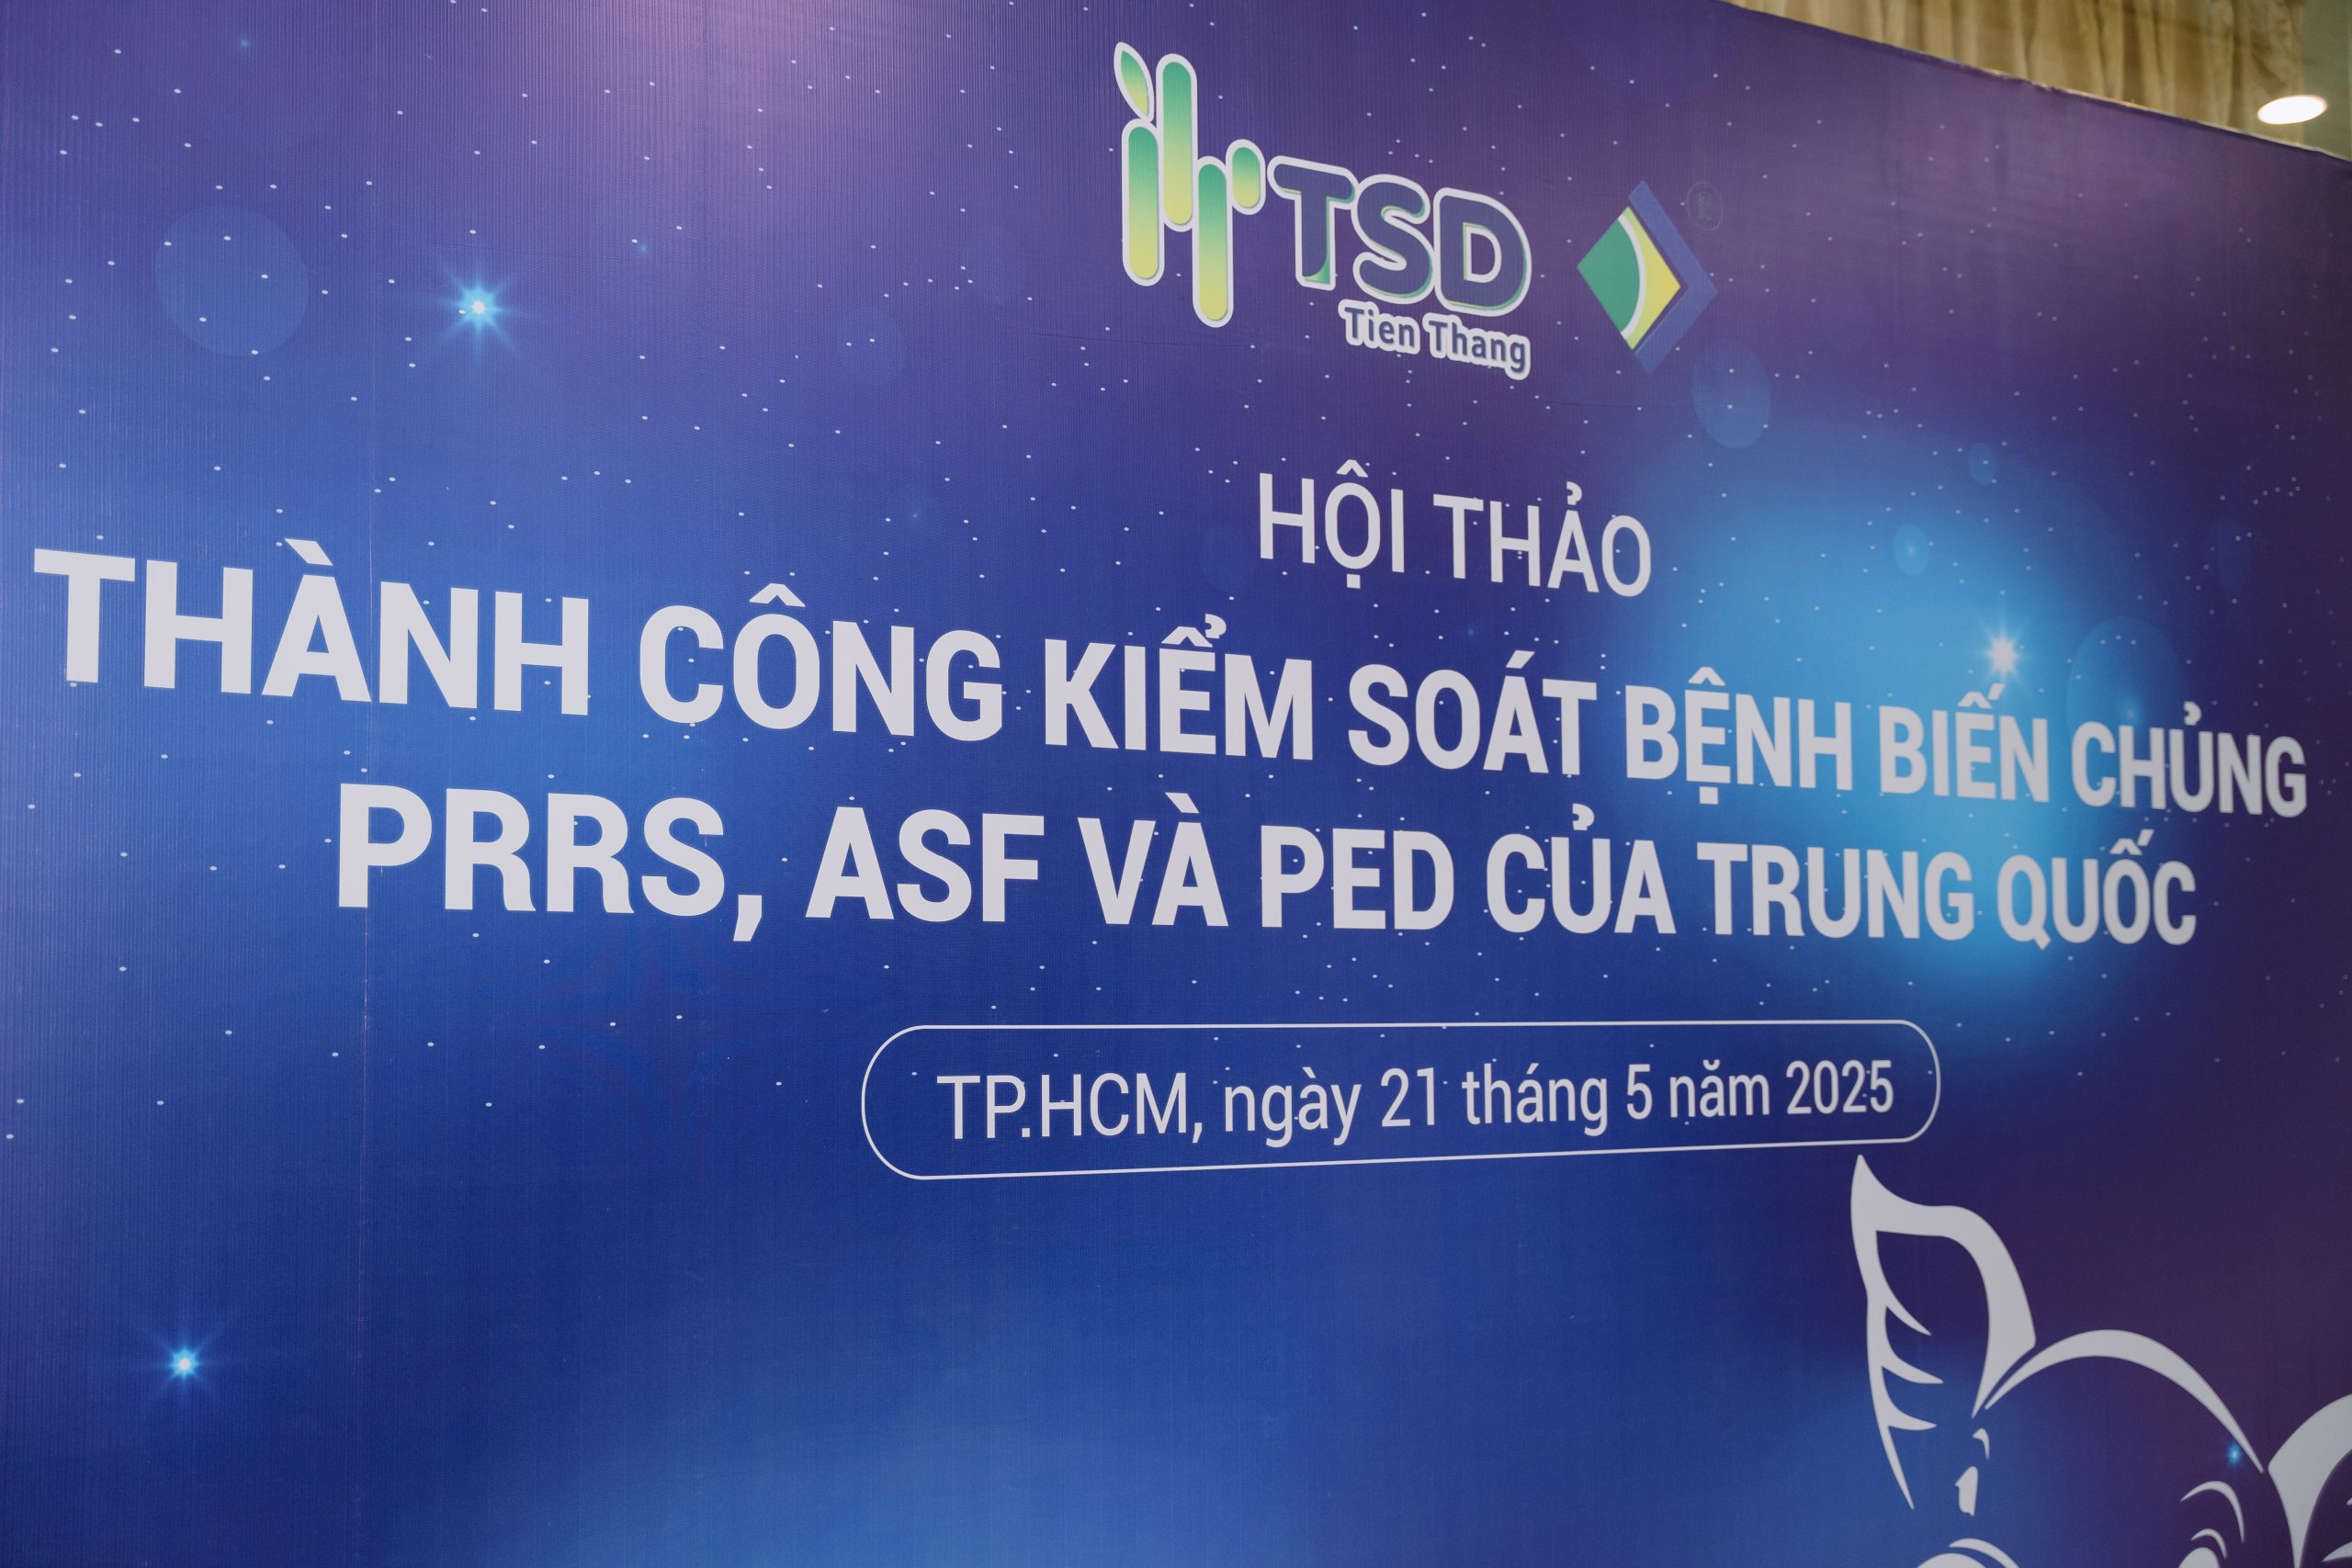 TSD
Tien Thang
®
HỘI THẢO
THÀNH CÔNG KIỂM SOÁT BỆNH BIẾN CHỦNG
PRRS, ASF VÀ PED CỦA TRUNG QUỐC
TP.HCM, ngày 21 tháng 5 năm 2025